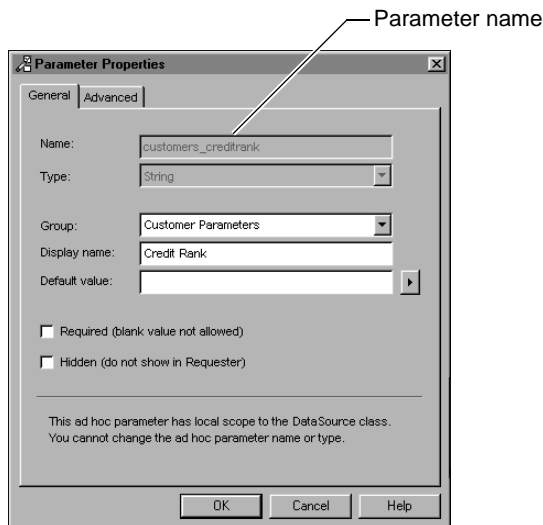 Parameter name
Parameter Properties
General Advanced
Name: customers_creditrank
Type: String
Group: Customer Parameters
Display name: Credit Rank
Default value:
Required (blank value not allowed)
Hidden (do not show in Requester)
This ad hoc parameter has local scope to the DataSource class.
You cannot change the ad hoc parameter name or type.
OK Cancel Help